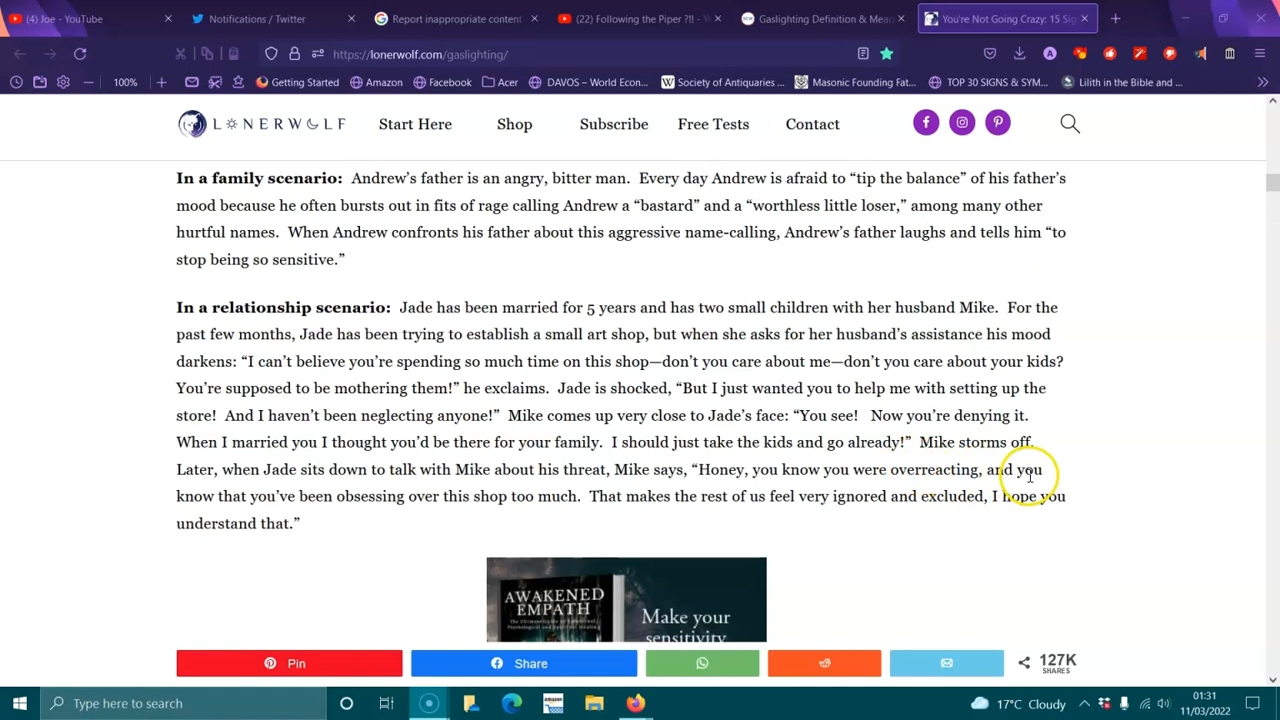 (4) Joe - YouTube
Notifications / Twitter
Report inappropriate content
(22) Following the Piper ?!! -
Gaslighting Definition & Mean
You're Not Going Crazy: 15 Sig
https://lonerwolf.com/gaslighting/
100%
Getting Started
Amazon
Facebook
Acer
DAVOS – World Econ...
Society of Antiquaries ...
Masonic Founding Fat...
TOP 30 SIGNS & SYM...
Lilith in the Bible and ...
LONERWOLF
Start Here
Shop
Subscribe
Free Tests
Contact
In a family scenario: Andrew's father is an angry, bitter man. Every day Andrew is afraid to “tip the balance” of his father's
mood because he often bursts out in fits of rage calling Andrew a “bastard” and a “worthless little loser,” among many other
hurtful names. When Andrew confronts his father about this aggressive name-calling, Andrew's father laughs and tells him “to
stop being so sensitive.”
In a relationship scenario: Jade has been married for 5 years and has two small children with her husband Mike. For the
past few months, Jade has been trying to establish a small art shop, but when she asks for her husband's assistance his mood
darkens: “I can't believe you're spending so much time on this shop—don't you care about me—don't you care about your kids?
You're supposed to be mothering them!” he exclaims. Jade is shocked, “But I just wanted you to help me with setting up the
store! And I haven't been neglecting anyone!” Mike comes up very close to Jade's face: “You see! Now you're denying it.
When I married you I thought you'd be there for your family. I should just take the kids and go already!” Mike storms off.
Later, when Jade sits down to talk with Mike about his threat, Mike says, “Honey, you know you were overreacting, and you
know that you've been obsessing over this shop too much. That makes the rest of us feel very ignored and excluded, I hope you
understand that.”
AWAKENED
EMPATH
Make your
sensitivity
Pin
Share
127K
SHARES
Type here to search
17°C Cloudy
01:31
11/03/2022